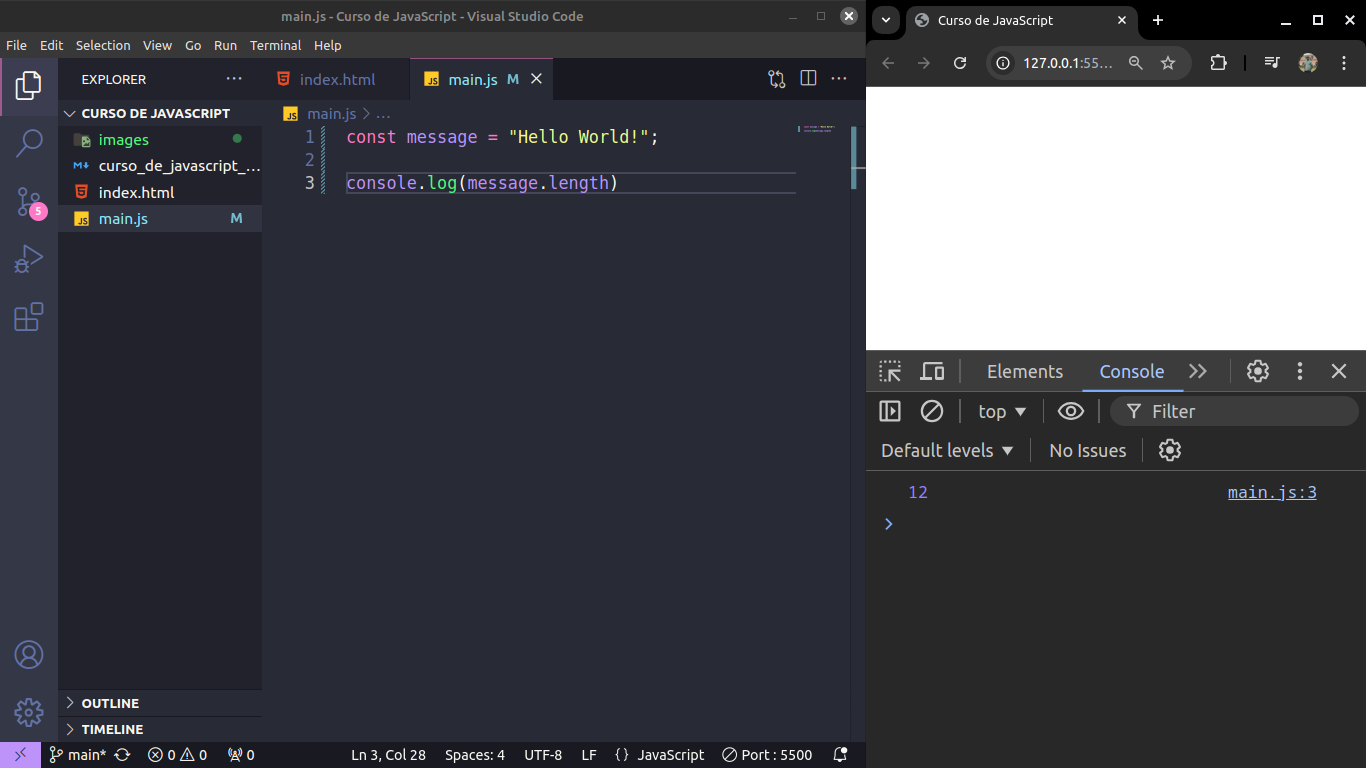 main.js - Curso de JavaScript - Visual Studio Code
File Edit Selection View Go Run Terminal Help
EXPLORER
CURSO DE JAVASCRIPT
images
curso_de_javascript_...
index.html
main.js M
5
OUTLINE
TIMELINE
index.html
JS main.js M
JS main.js > ...
1 const message = "Hello World!";
2
3 console.log(message.length)
main* 0 0 0 Ln 3, Col 28 Spaces: 4 UTF-8 LF {} JavaScript Port : 5500
Curso de JavaScript
127.0.0.1:55...
Elements Console
top Filter
Default levels No Issues
12 main.js:3